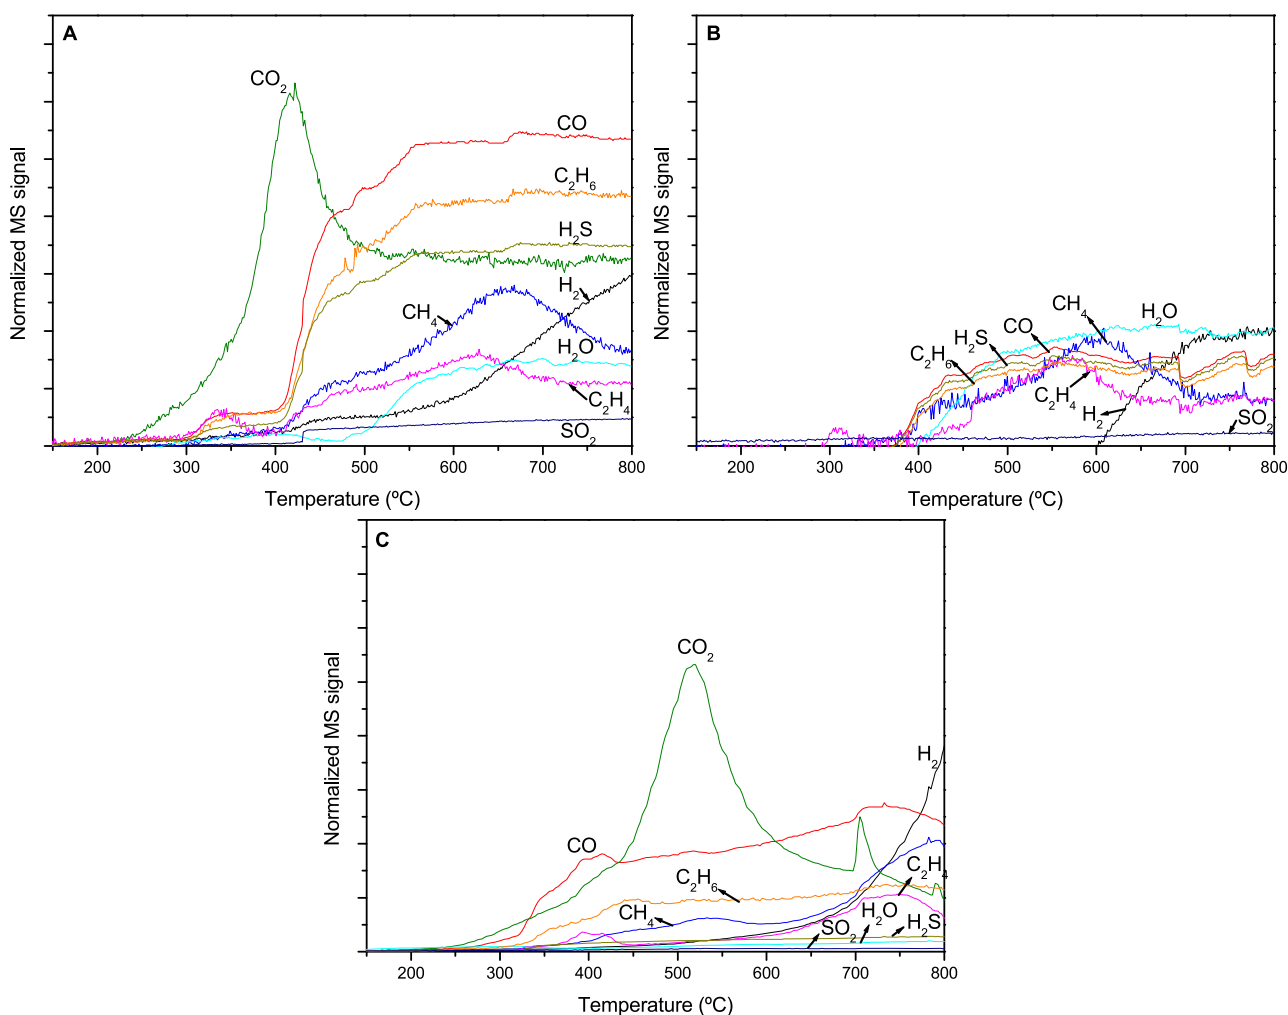 A
CO2
CO
C2H6
H2S
H2
CH4
H2O
C2H4
SO2
Normalized MS signal
200 300 400 500 600 700 800
Temperature (ºC)
B
CH4
H2O
CO
H2S
C2H6
C2H4
H2
SO2
Normalized MS signal
200 300 400 500 600 700 800
Temperature (ºC)
C
CO2
H2
CO
C2H6
C2H4
CH4
H2O
SO2
H2S
Normalized MS signal
200 300 400 500 600 700 800
Temperature (ºC)